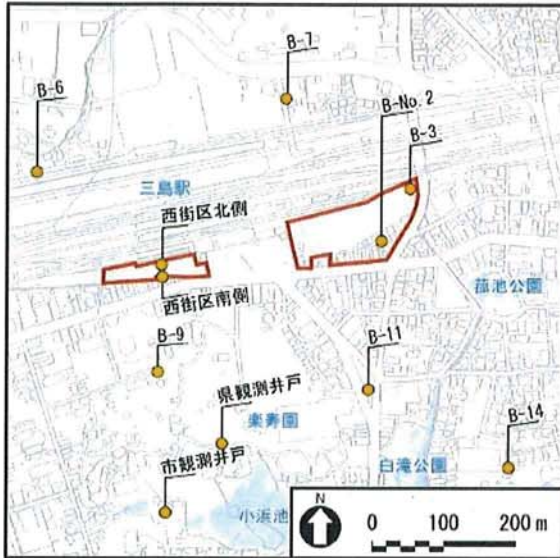 B-7
B-6
B-No.2
B-3
三島駅
西街区北側
西街区南側
菰池公園
B-9
B-11
県観測井戸
楽寿園
B-14
市観測井戸
白滝公園
小浜池
N
0 100 200 m